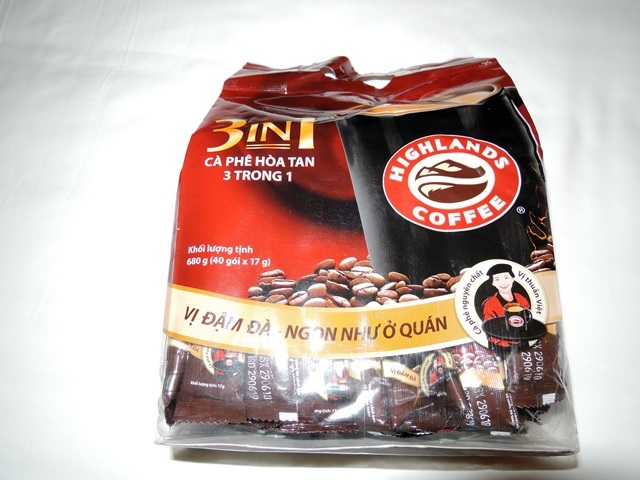 3IN1
CÀ PHÊ HÒA TAN
3 TRONG 1
HIGHLANDS
COFFEE
®
Khối lượng tịnh
680 g (40 gói x 17 g)
Cà phê nguyên chất
Vị thuần Việt
VỊ ĐẬM ĐÀ - NGON NHƯ Ở QUÁN